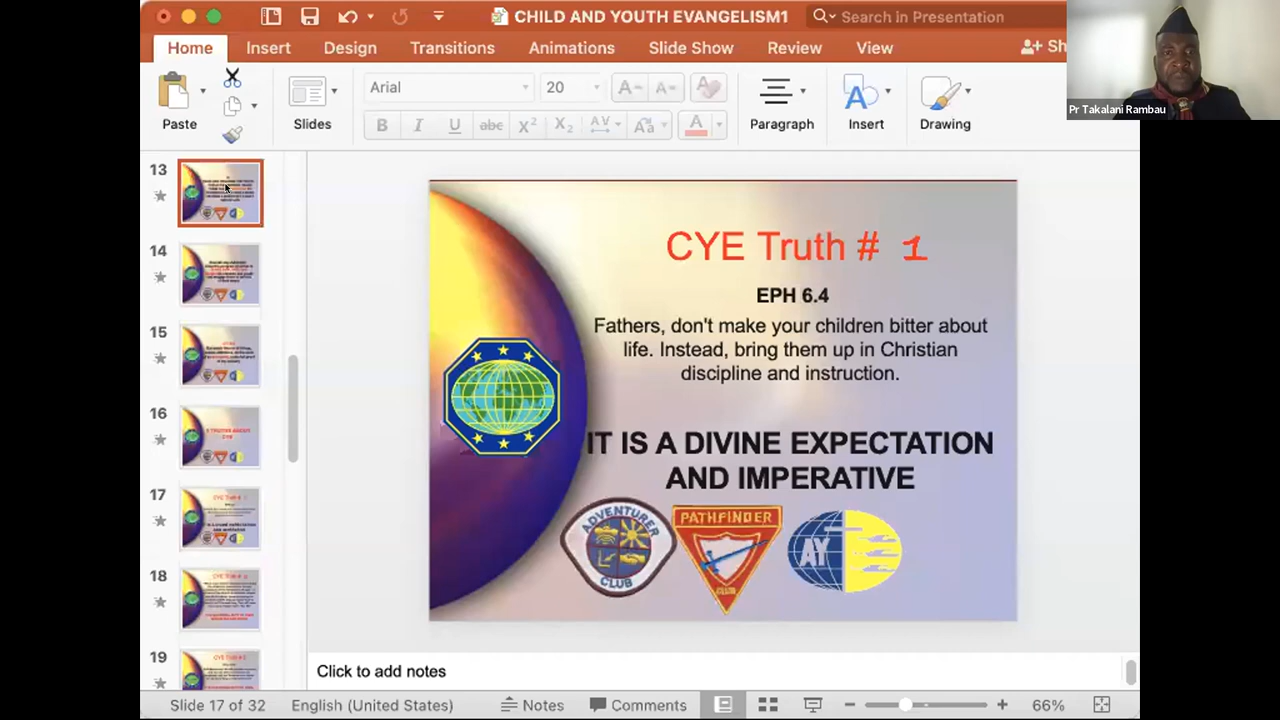 CHILD AND YOUTH EVANGELISM1
Search in Presentation
Home
Insert
Design
Transitions
Animations
Slide Show
Review
View
Sh
Pr Takalani Rambau
Paste
Slides
Arial
20
Paragraph
Insert
Drawing
13
14
15
16
17
18
19
CYE Truth # 1
EPH 6.4
Fathers, don't make your children bitter about
life. Instead, bring them up in Christian
discipline and instruction.
IT IS A DIVINE EXPECTATION
AND IMPERATIVE
ADVENTURER
CLUB
PATHFINDER
CLUB
AY
Click to add notes
Slide 17 of 32
English (United States)
Notes
Comments
66%